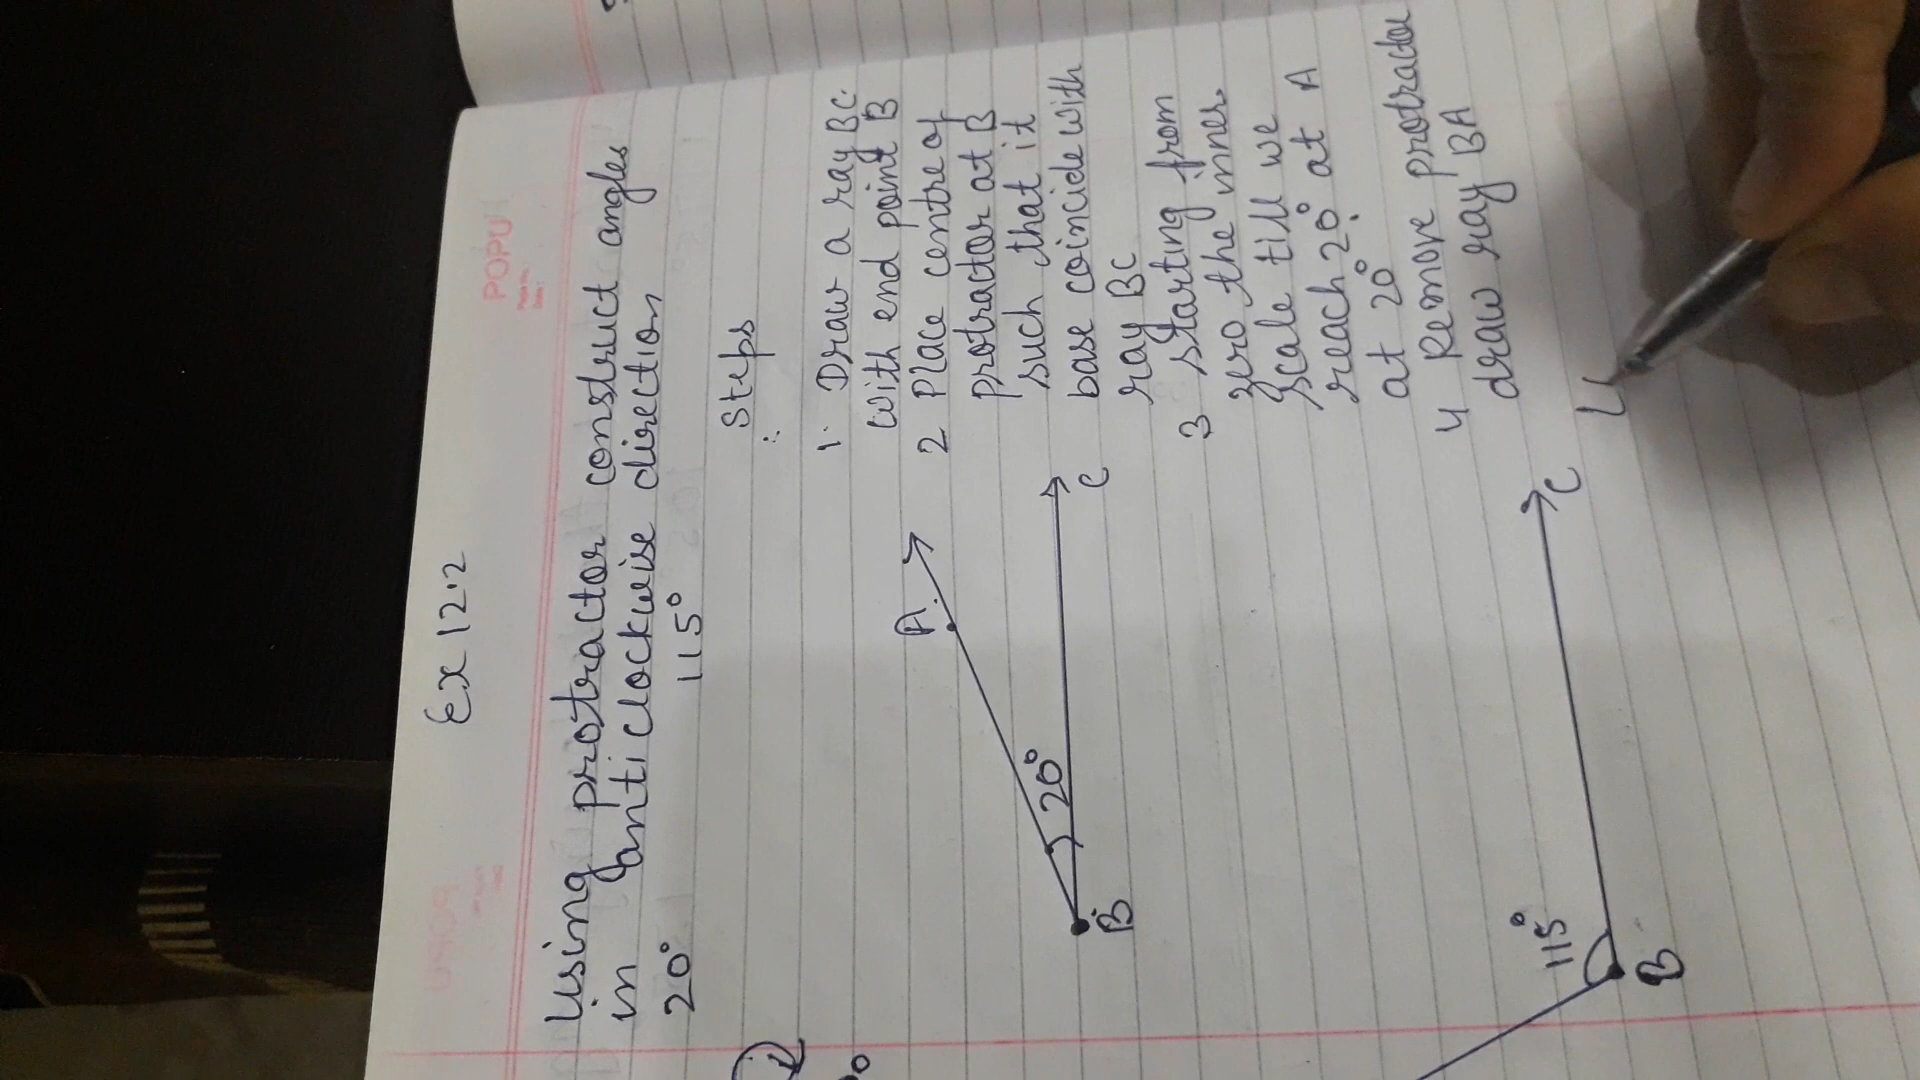 Ex 12.2
Using protractor construct angles
in anticlockwise direction
20° 115°
Steps
1. Draw a ray BC.
with end point B
2 Place centre of
protractor at B
such that it
base coincide with
ray BC
3 starting from
zero the inner
scale till we
reach 20° at A
at 20°
4 Remove protractor
draw ray BA
A
20°
B
C
115°
B
C
POPU